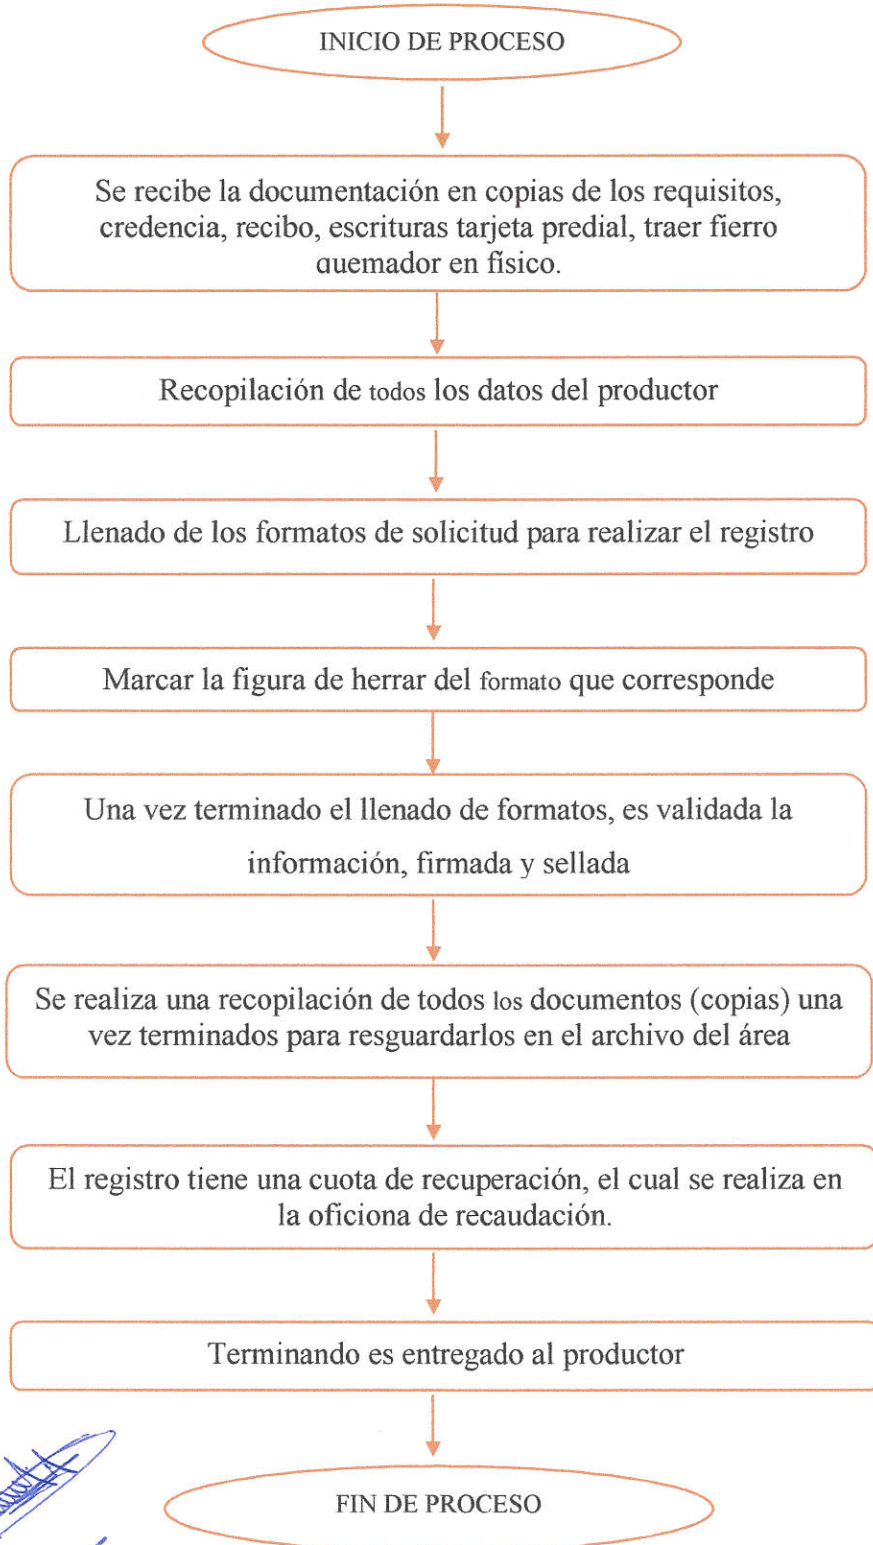 INICIO DE PROCESO
Se recibe la documentación en copias de los requisitos,
credencia, recibo, escrituras tarjeta predial, traer fierro
quemador en físico.
Recopilación de todos los datos del productor
Llenado de los formatos de solicitud para realizar el registro
Marcar la figura de herrar del formato que corresponde
Una vez terminado el llenado de formatos, es validada la
información, firmada y sellada
Se realiza una recopilación de todos los documentos (copias) una
vez terminados para resguardarlos en el archivo del área
El registro tiene una cuota de recuperación, el cual se realiza en
la oficiona de recaudación.
Terminando es entregado al productor
FIN DE PROCESO